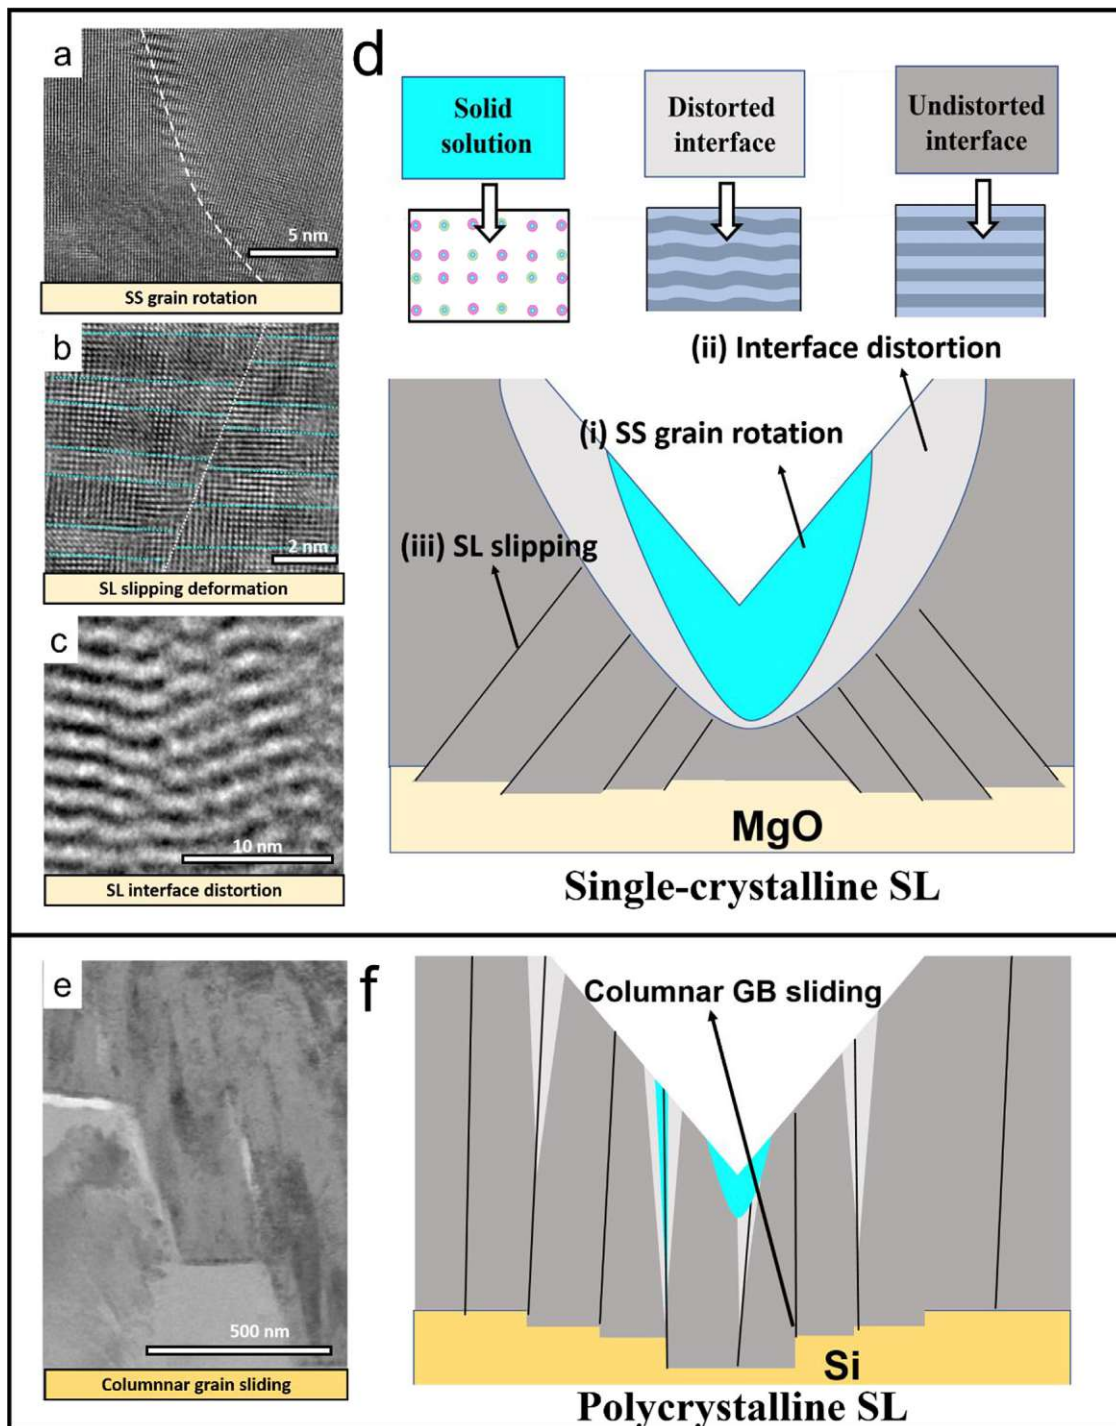 a
5 nm
SS grain rotation
b
2 nm
SL slipping deformation
c
10 nm
SL interface distortion
d
Solid
solution
Distorted
interface
Undistorted
interface
(ii) Interface distortion
(i) SS grain rotation
(iii) SL slipping
MgO
Single-crystalline SL
e
500 nm
Columnnar grain sliding
f
Columnar GB sliding
Si
Polycrystalline SL